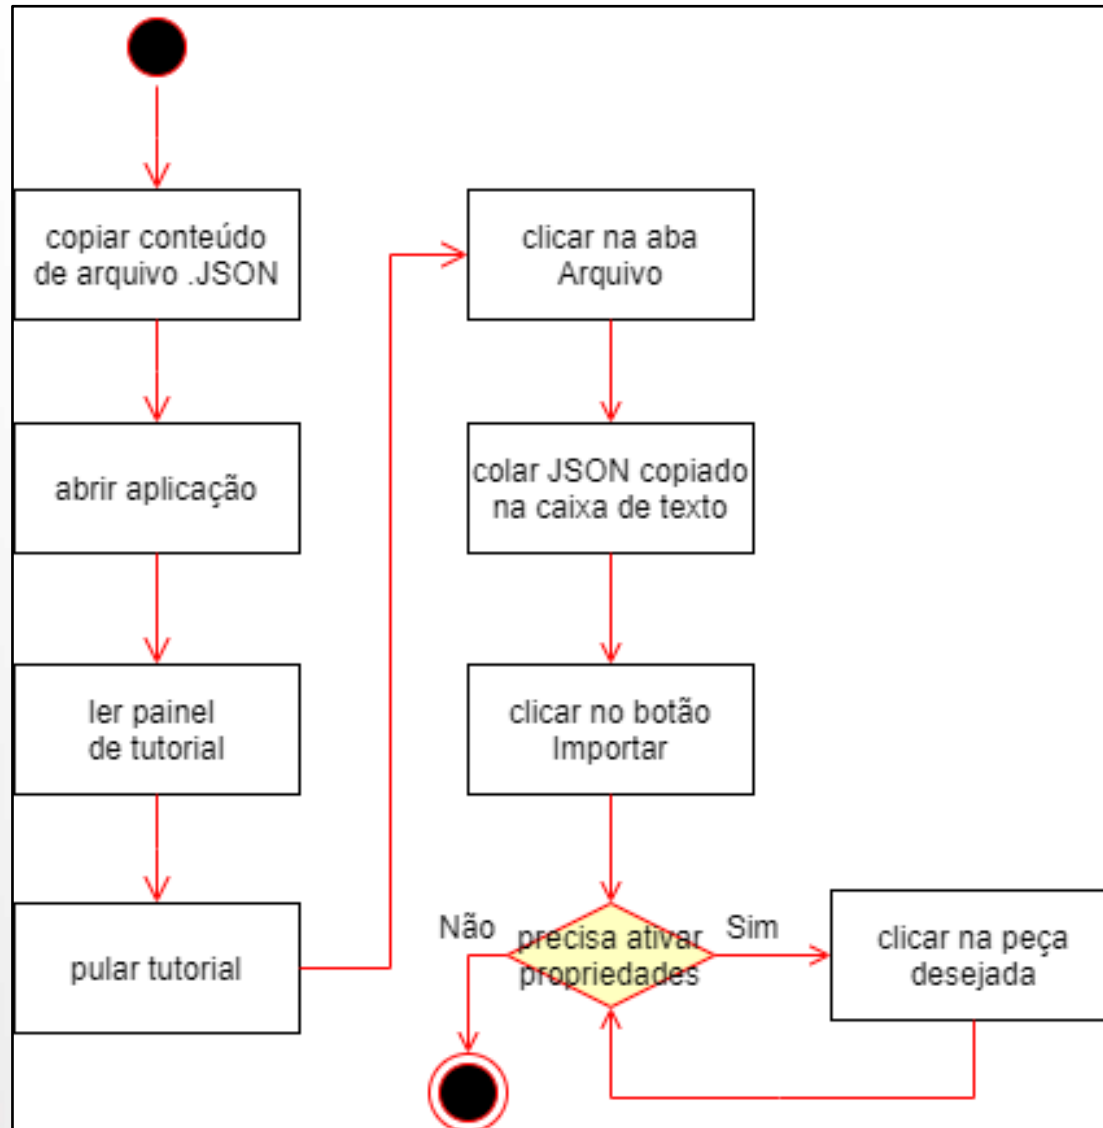 copiar conteúdo
de arquivo .JSON
abrir aplicação
ler painel
de tutorial
pular tutorial
clicar na aba
Arquivo
colar JSON copiado
na caixa de texto
clicar no botão
Importar
precisa ativar
propriedades
Não
Sim
clicar na peça
desejada